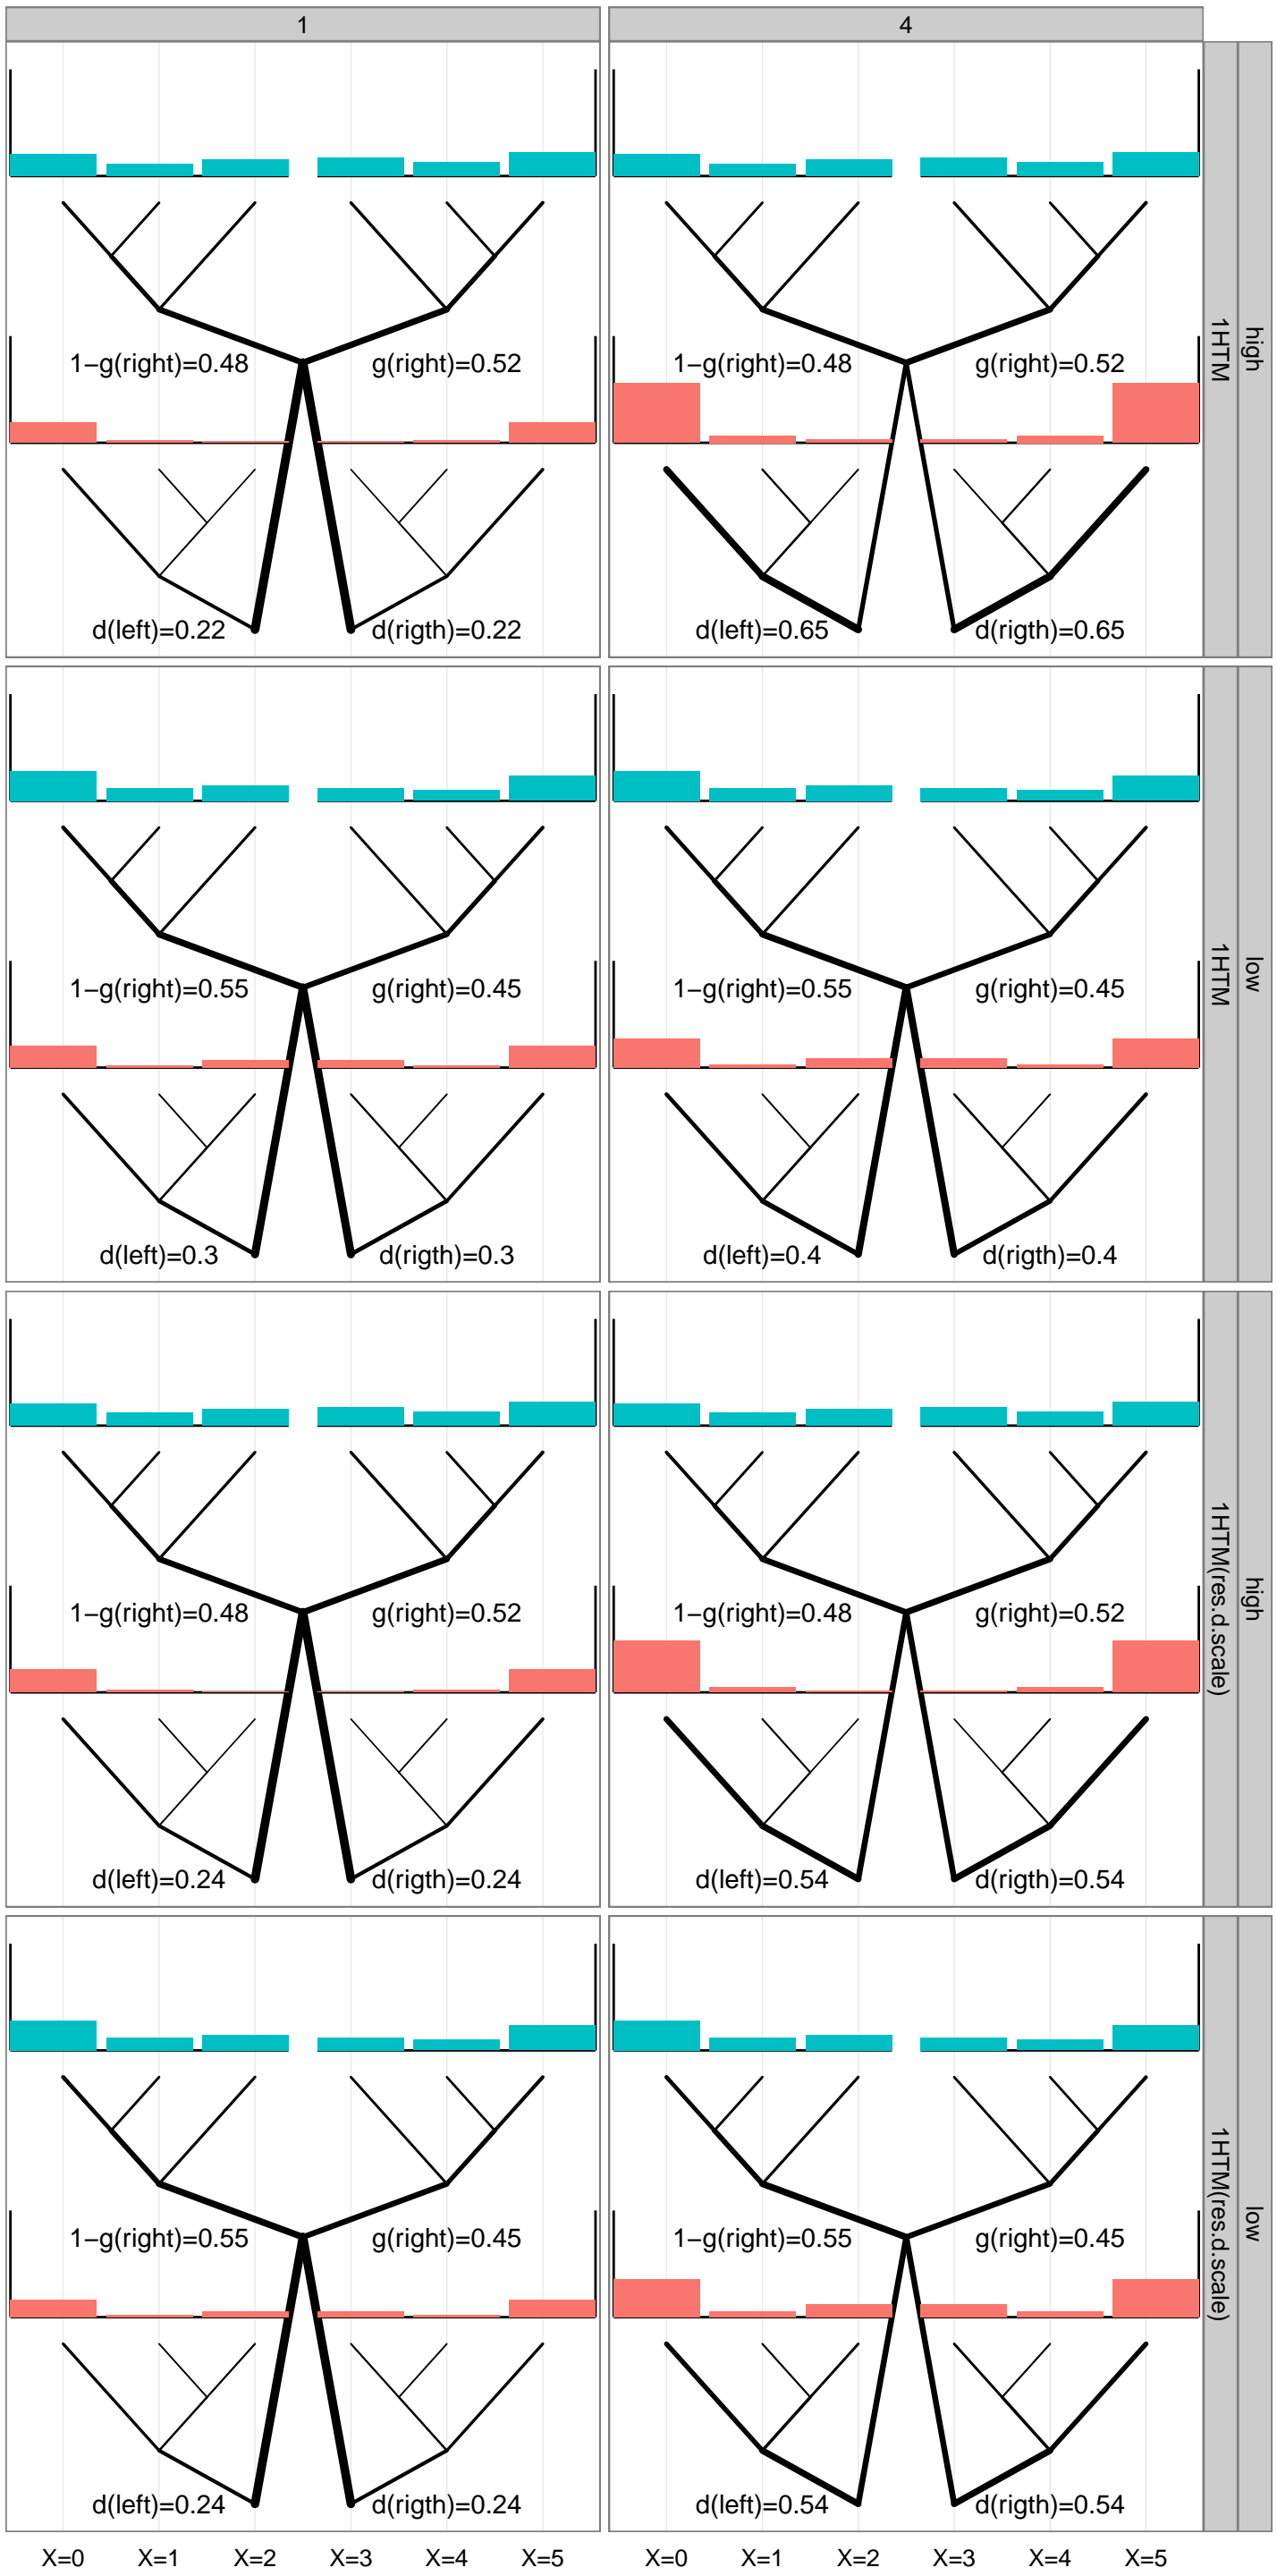 1 4
1−g(right)=0.48 g(right)=0.52 1−g(right)=0.48 g(right)=0.52
d(left)=0.22 d(rigth)=0.22 d(left)=0.65 d(rigth)=0.65
high
1HTM
1−g(right)=0.55 g(right)=0.45 1−g(right)=0.55 g(right)=0.45
d(left)=0.3 d(rigth)=0.3 d(left)=0.4 d(rigth)=0.4
low
1HTM
1−g(right)=0.48 g(right)=0.52 1−g(right)=0.48 g(right)=0.52
d(left)=0.24 d(rigth)=0.24 d(left)=0.54 d(rigth)=0.54
high
1HTM(res.d.scale)
1−g(right)=0.55 g(right)=0.45 1−g(right)=0.55 g(right)=0.45
d(left)=0.24 d(rigth)=0.24 d(left)=0.54 d(rigth)=0.54
low
1HTM(res.d.scale)
X=0 X=1 X=2 X=3 X=4 X=5 X=0 X=1 X=2 X=3 X=4 X=5